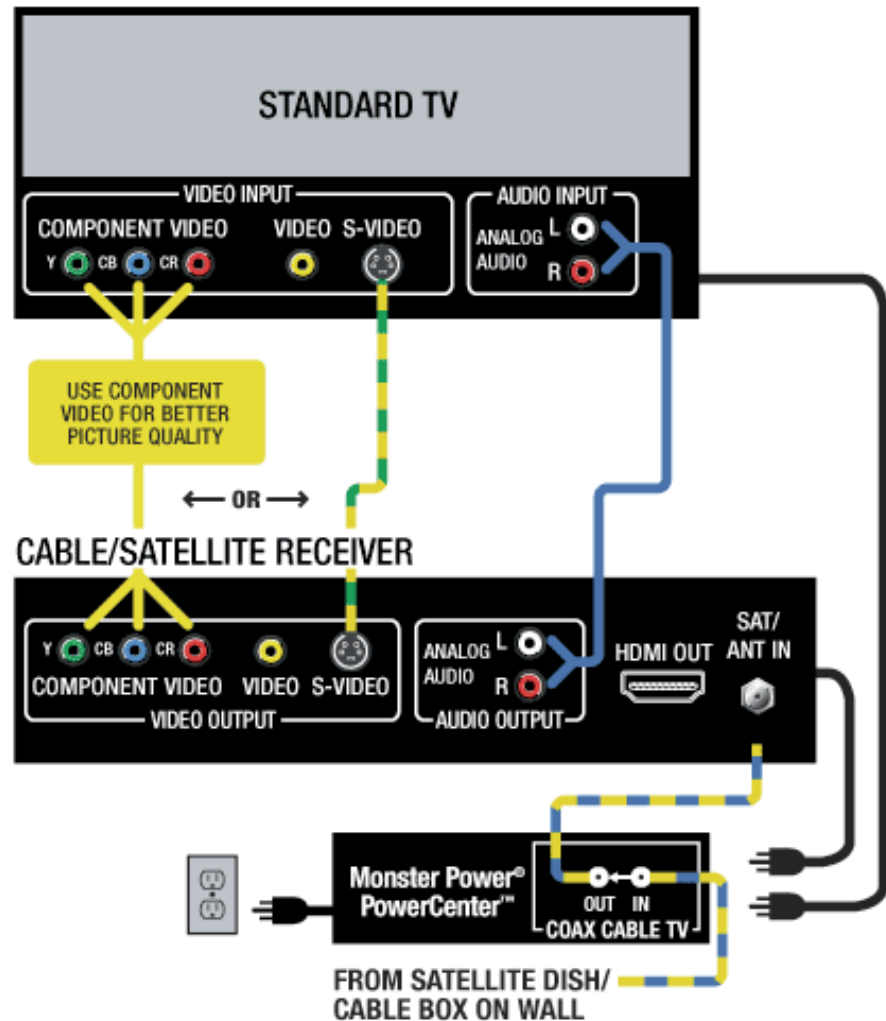 STANDARD TV
VIDEO INPUT
COMPONENT VIDEO
VIDEO
S-VIDEO
Y
CB
CR
AUDIO INPUT
ANALOG
AUDIO
L
R
USE COMPONENT
VIDEO FOR BETTER
PICTURE QUALITY
OR
CABLE/SATELLITE RECEIVER
Y
CB
CR
COMPONENT VIDEO
VIDEO
S-VIDEO
VIDEO OUTPUT
ANALOG
AUDIO
L
R
AUDIO OUTPUT
HDMI OUT
SAT/
ANT IN
Monster Power®
PowerCenter™
OUT IN
COAX CABLE TV
FROM SATELLITE DISH/
CABLE BOX ON WALL